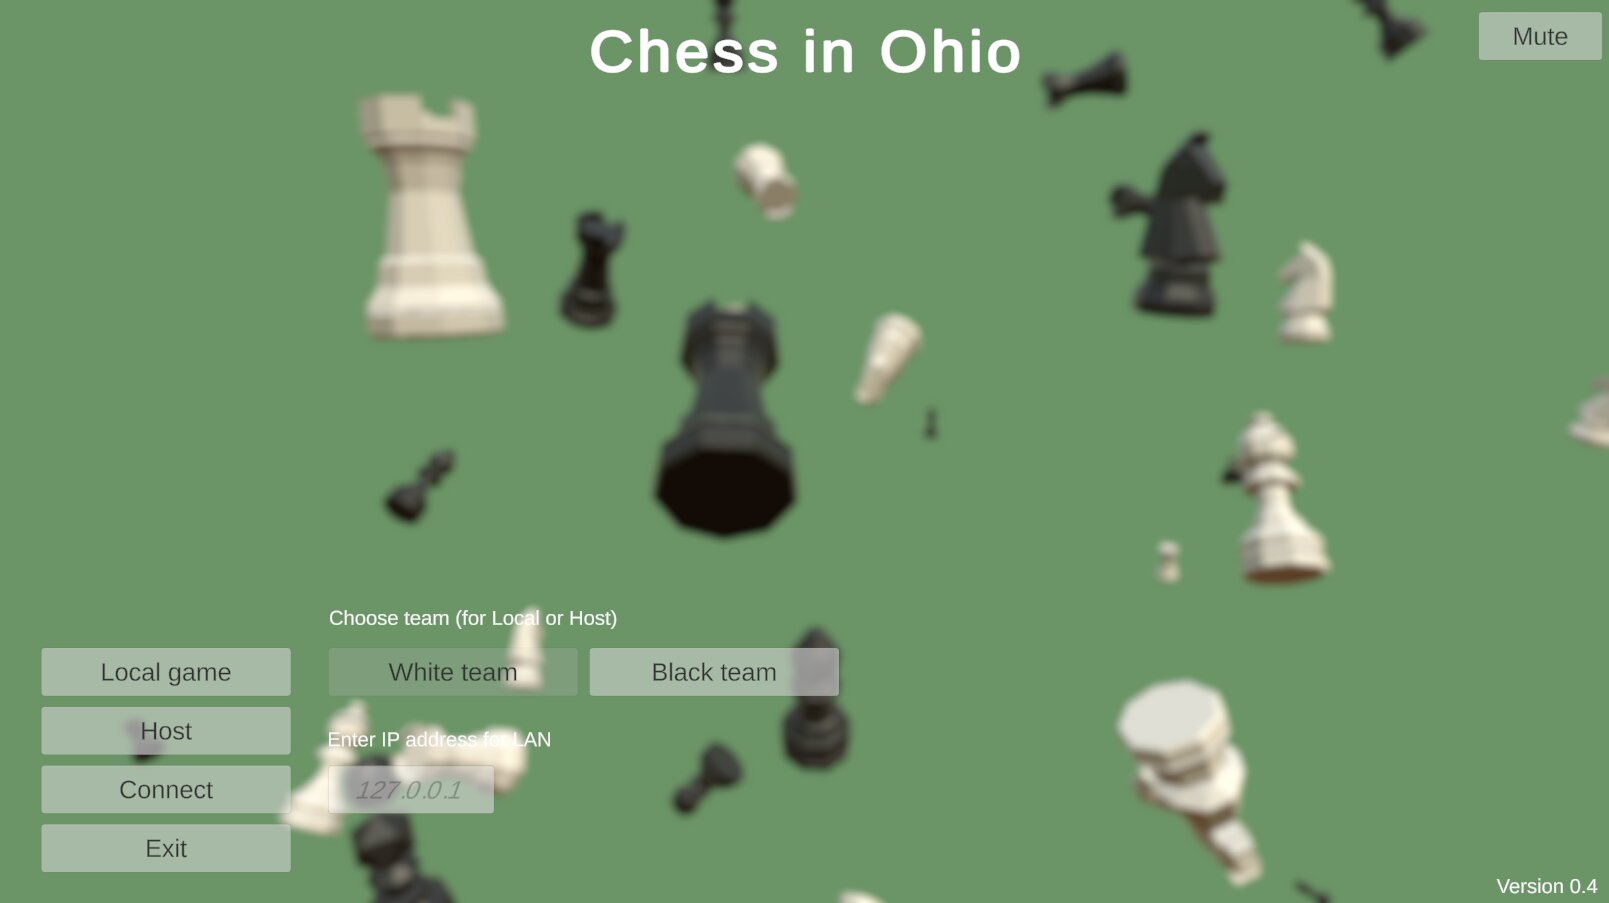 Chess in Ohio
Mute
Choose team (for Local or Host)
Local game
White team
Black team
Host
Enter IP address for LAN
Connect
127.0.0.1
Exit
Version 0.4